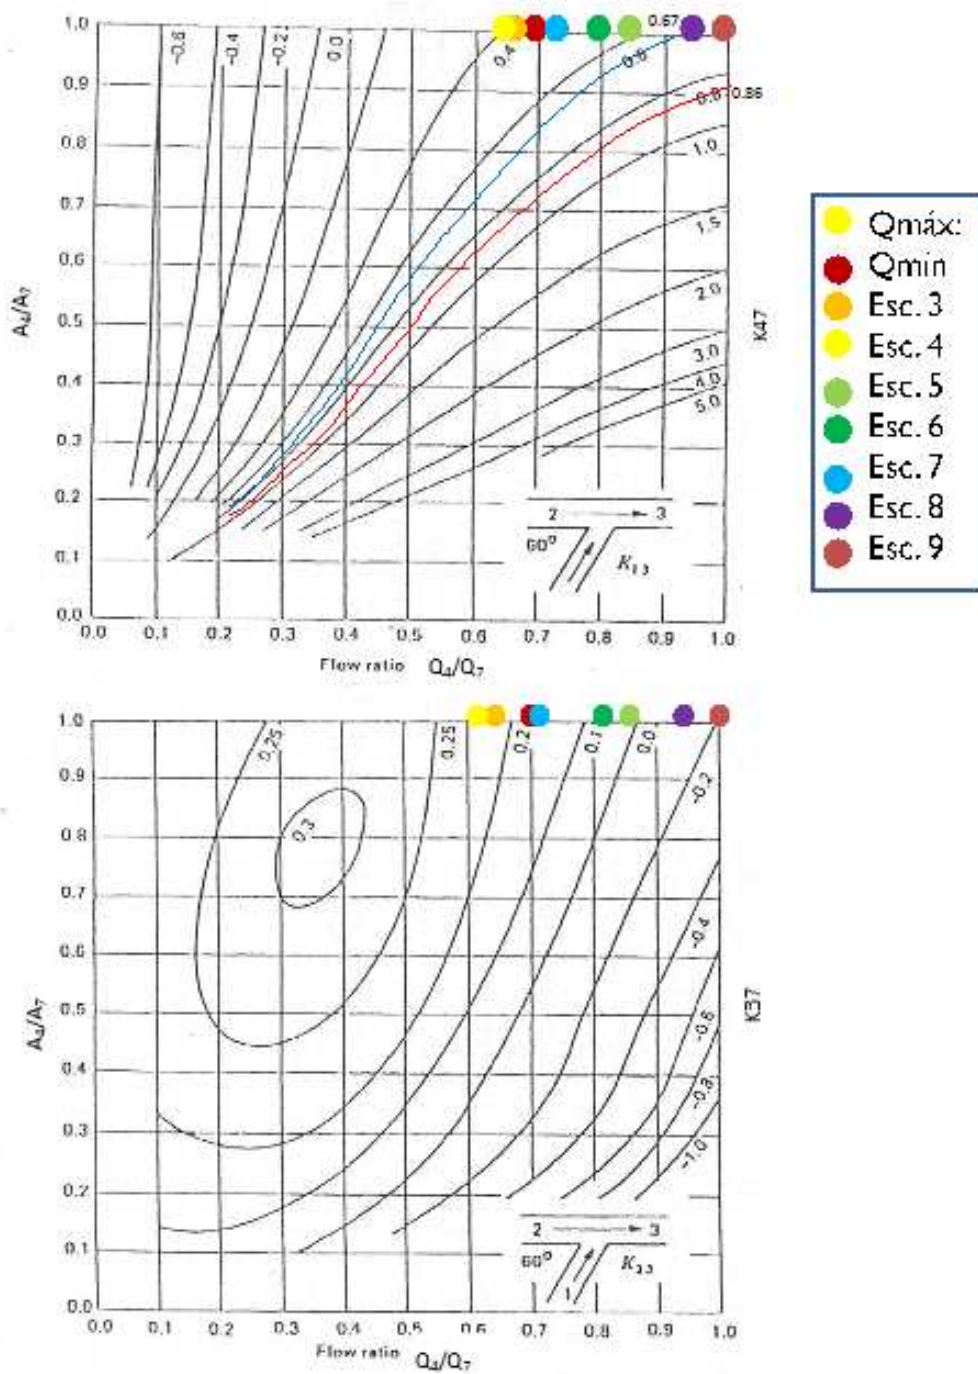 1.0
0.9
0.8
0.7
0.6
0.5
0.4
0.3
0.2
0.1
0.0
A₄/A₇
-0.6
-0.4
-0.2
0.0
0.4
0.67
0.6
0.8
0.86
1.0
1.5
2.0
3.0
4.0
5.0
K47
2 3
60°
K₁₃
0.0 0.1 0.2 0.3 0.4 0.5 0.6 0.7 0.8 0.9 1.0
Flow ratio Q₄/Q₇
Qmáx:
Qmin
Esc. 3
Esc. 4
Esc. 5
Esc. 6
Esc. 7
Esc. 8
Esc. 9
1.0
0.9
0.8
0.7
0.6
0.5
0.4
0.3
0.2
0.1
0.0
A₄/A₇
0.25
0.3
0.25
0.2
0.1
0.0
-0.2
-0.4
-0.6
-0.8
-1.0
K37
2 3
60°
1
K₂₃
0.0 0.1 0.2 0.3 0.4 0.5 0.6 0.7 0.8 0.9 1.0
Flow ratio Q₄/Q₇